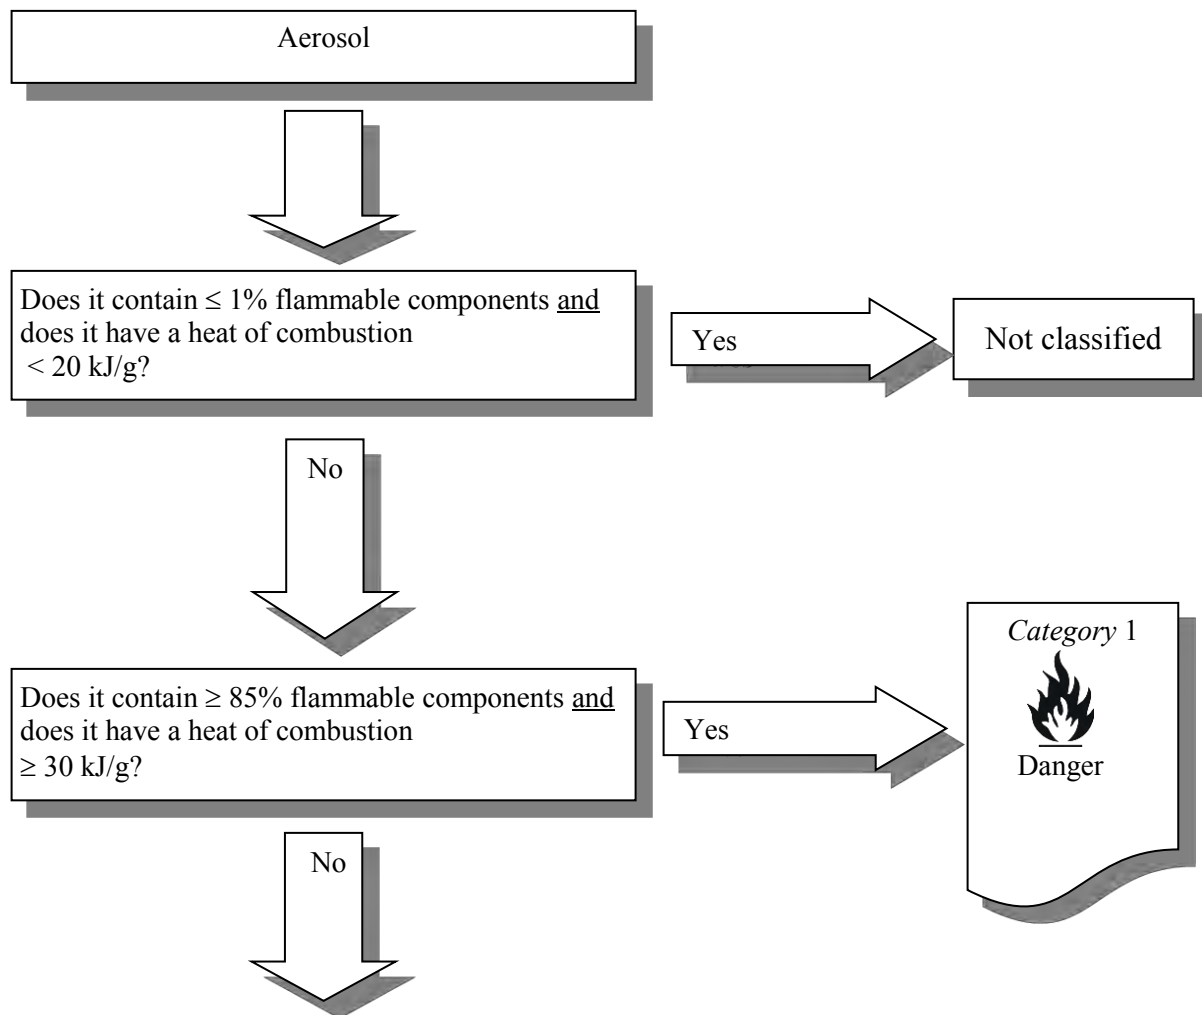 Aerosol
Does it contain ≤ 1% flammable components and
does it have a heat of combustion
< 20 kJ/g?
Yes
Not classified
No
Does it contain ≥ 85% flammable components and
does it have a heat of combustion
≥ 30 kJ/g?
Yes
Category 1
Danger
No